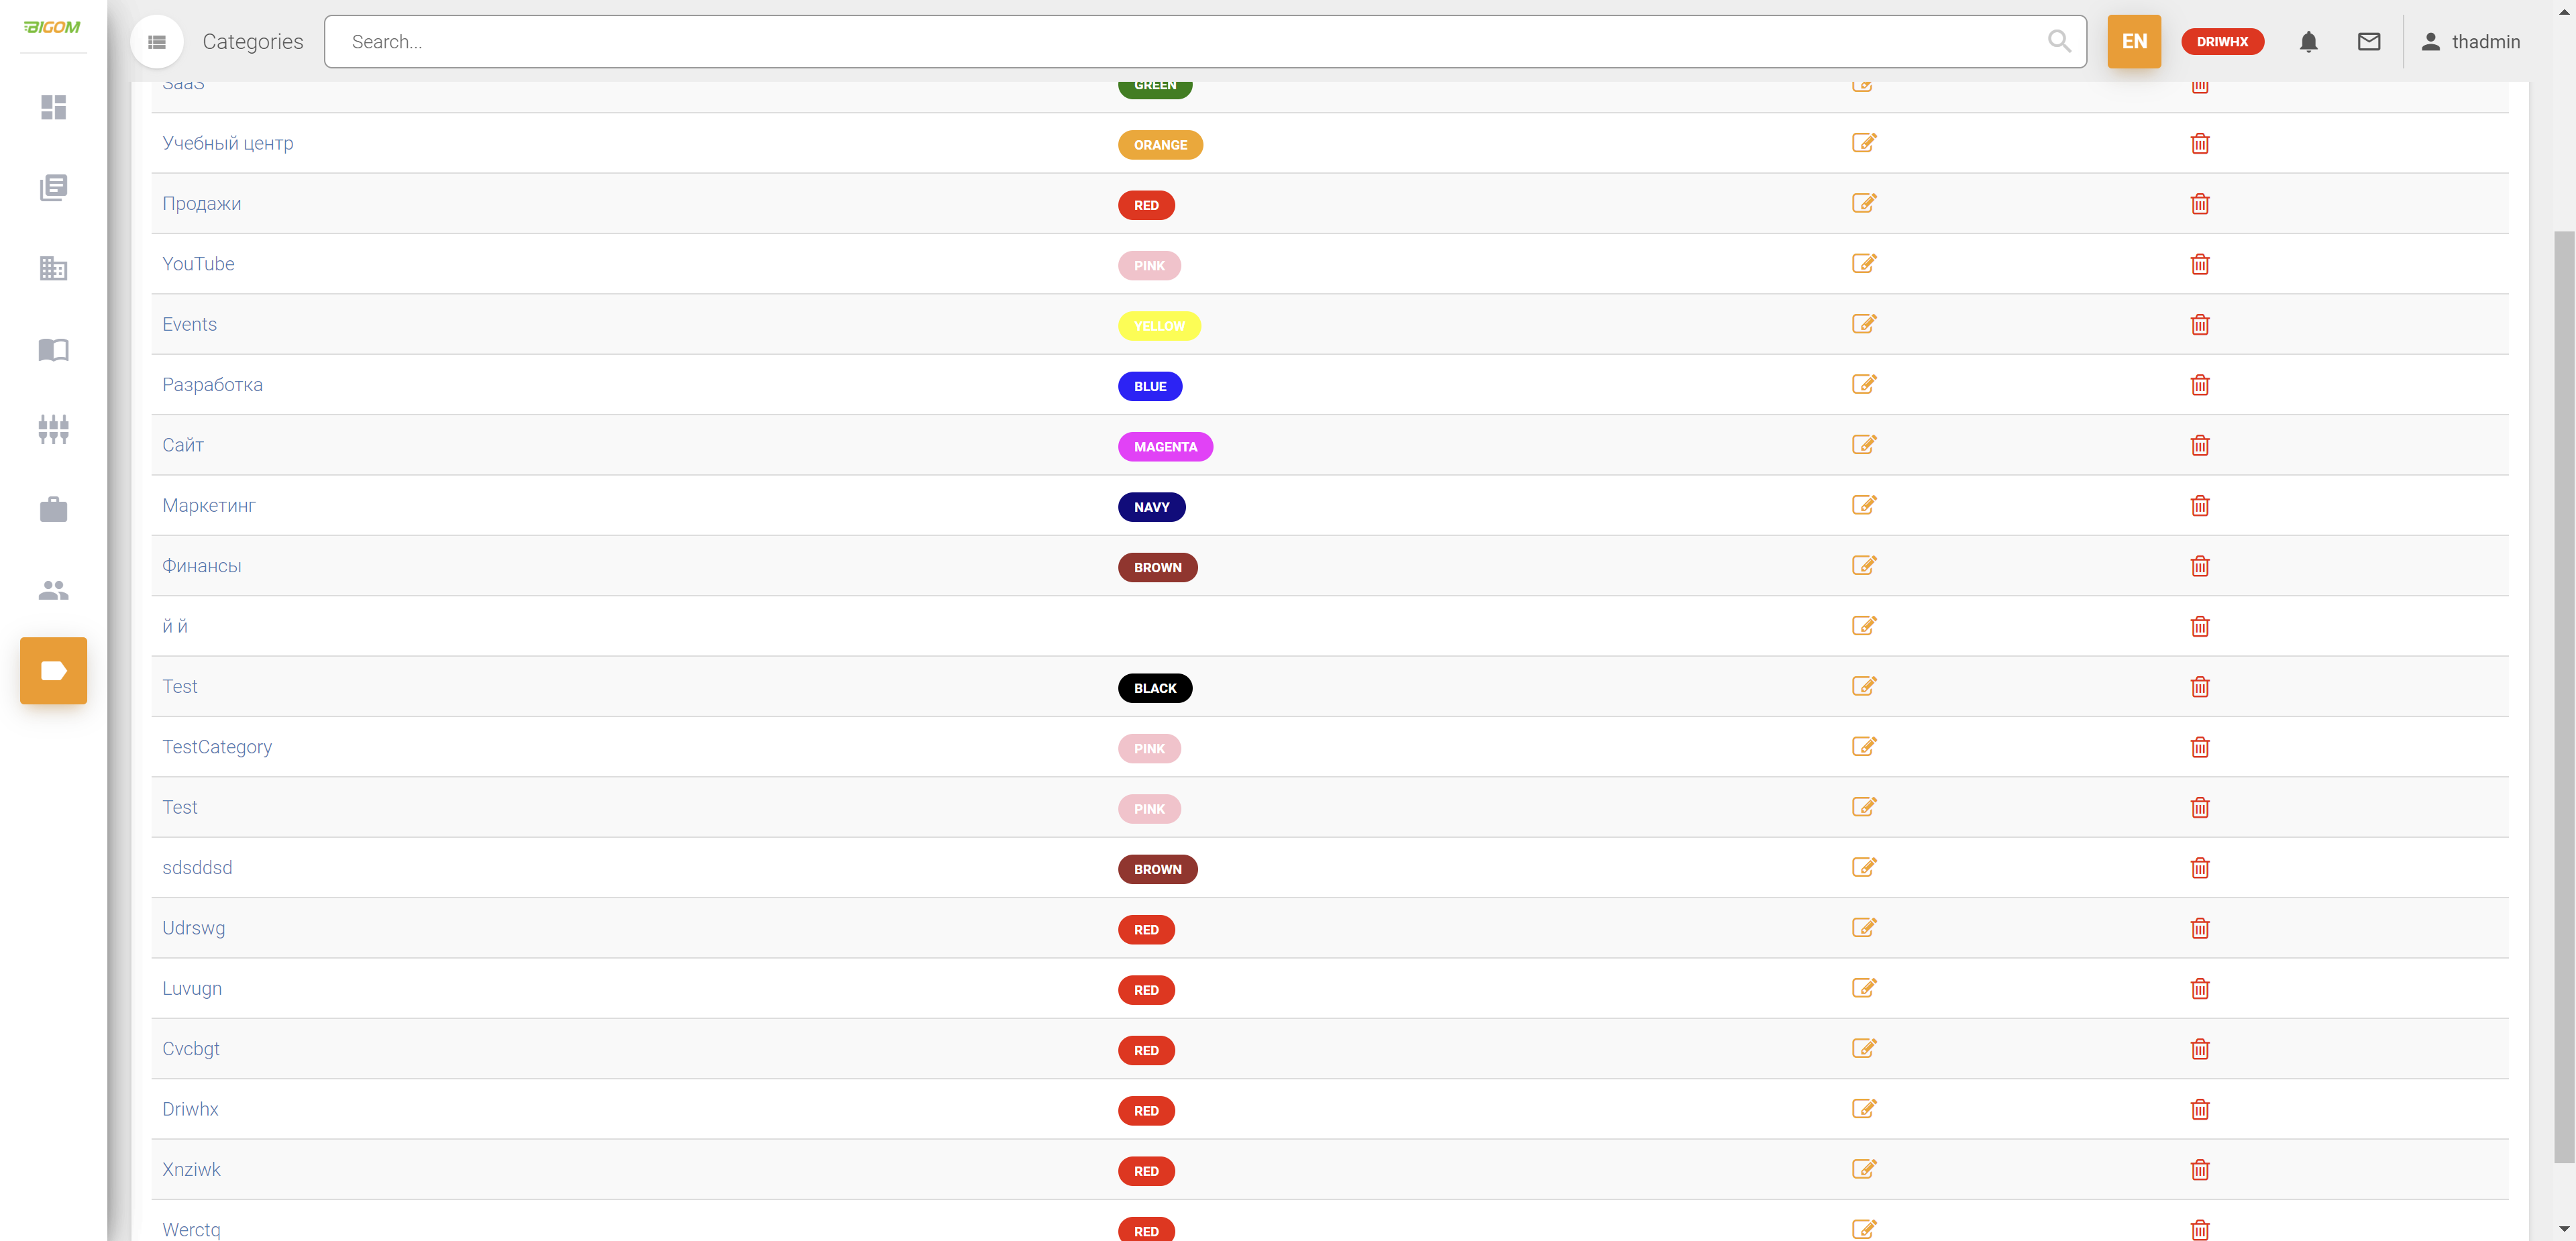 BIGOM
Categories
Search...
EN
DRIWHX
thadmin
SaaS GREEN
Учебный центр ORANGE
Продажи RED
YouTube PINK
Events YELLOW
Разработка BLUE
Сайт MAGENTA
Маркетинг NAVY
Финансы BROWN
й й
Test BLACK
TestCategory PINK
Test PINK
sdsddsd BROWN
Udrswg RED
Luvugn RED
Cvcbgt RED
Driwhx RED
Xnziwk RED
Werctq RED